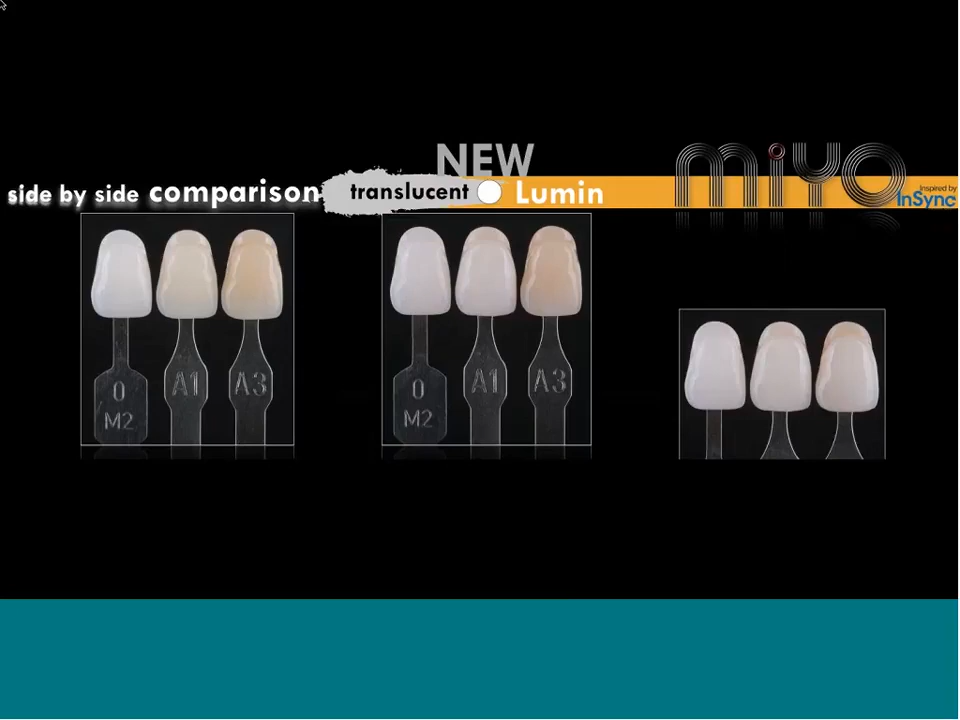 NEW
side by side comparison translucent Lumin
miyo
Inspired by
InSync
0 A1 A3
M2
0 A1 A3
M2